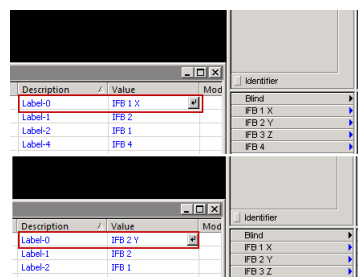 Identifier
Description / Value Mod
Label-0 IFB 1 X
Label-1 IFB 2
Label-2 IFB 1
Label-4 IFB 4
Blind
IFB 1 X
IFB 2 Y
IFB 3 Z
IFB 4
Identifier
Description / Value Mod
Label-0 IFB 2 Y
Label-1 IFB 2
Label-2 IFB 1
Blind
IFB 1 X
IFB 2 Y
IFB 3 Z